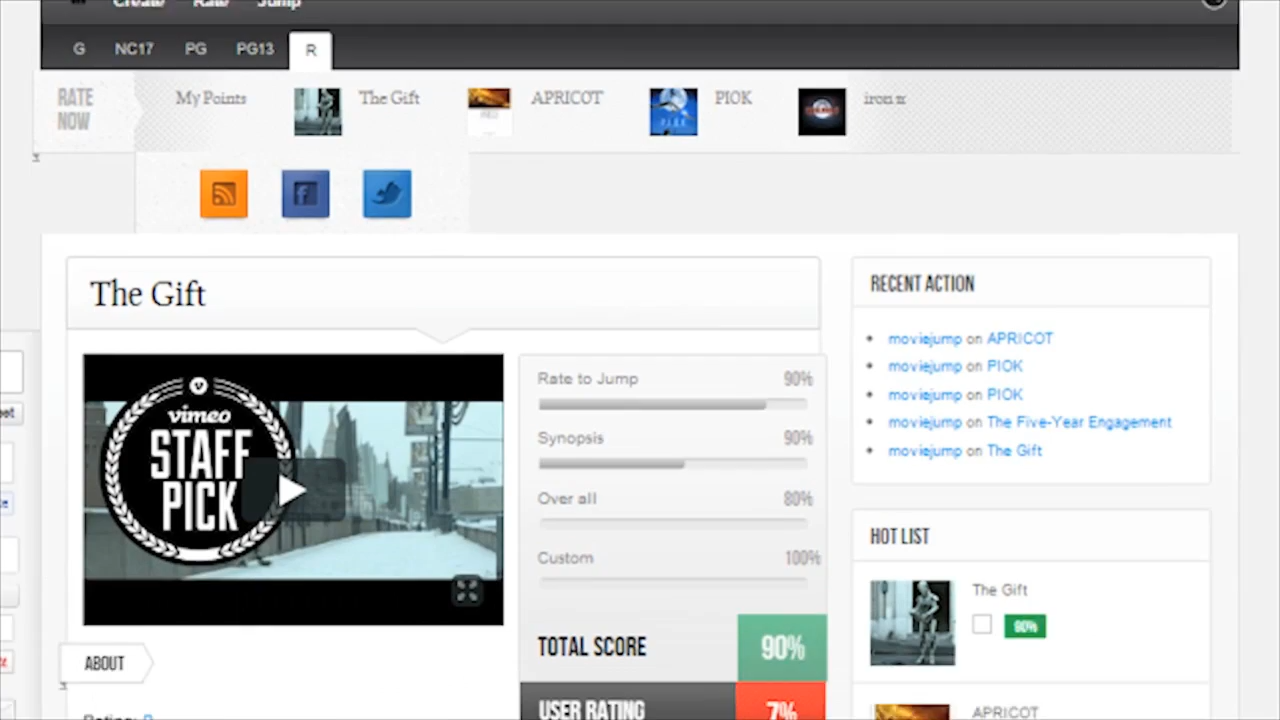 Create Rate Jump
G NC17 PG PG13 R
RATE NOW
My Points The Gift APRICOT PIOK iron
The Gift
vimeo
STAFF
PICK
Rate to Jump 90%
Synopsis 90%
Over all 80%
Custom 100%
TOTAL SCORE 90%
USER RATING 7%
ABOUT
RECENT ACTION
moviejump on APRICOT
moviejump on PIOK
moviejump on PIOK
moviejump on The Five-Year Engagement
moviejump on The Gift
HOT LIST
The Gift
90%
APRICOT